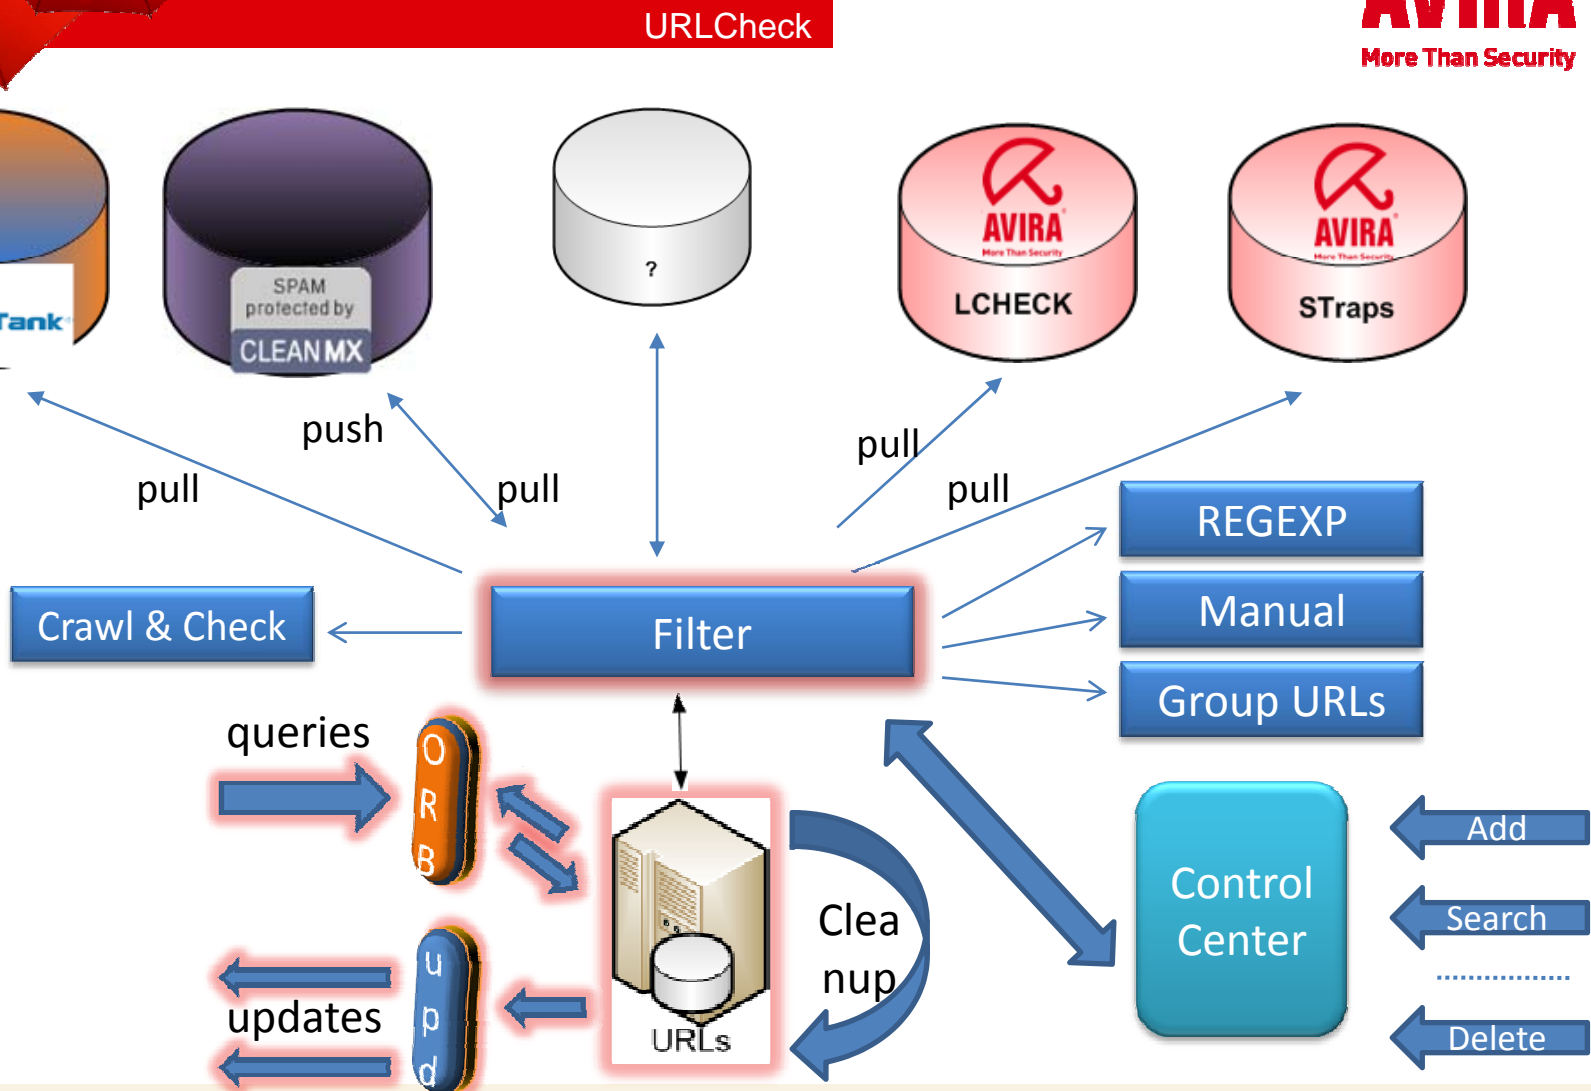 URLCheck
AVIRA
More Than Security
Tank
SPAM
protected by
CLEAN MX
?
AVIRA
More Than Security
LCHECK
AVIRA
More Than Security
STraps
push
pull
pull
pull
pull
REGEXP
Manual
Group URLs
Crawl & Check
Filter
queries
O
R
B
Clea
nup
Control
Center
Add
Search
Delete
updates
u
p
d
URLs